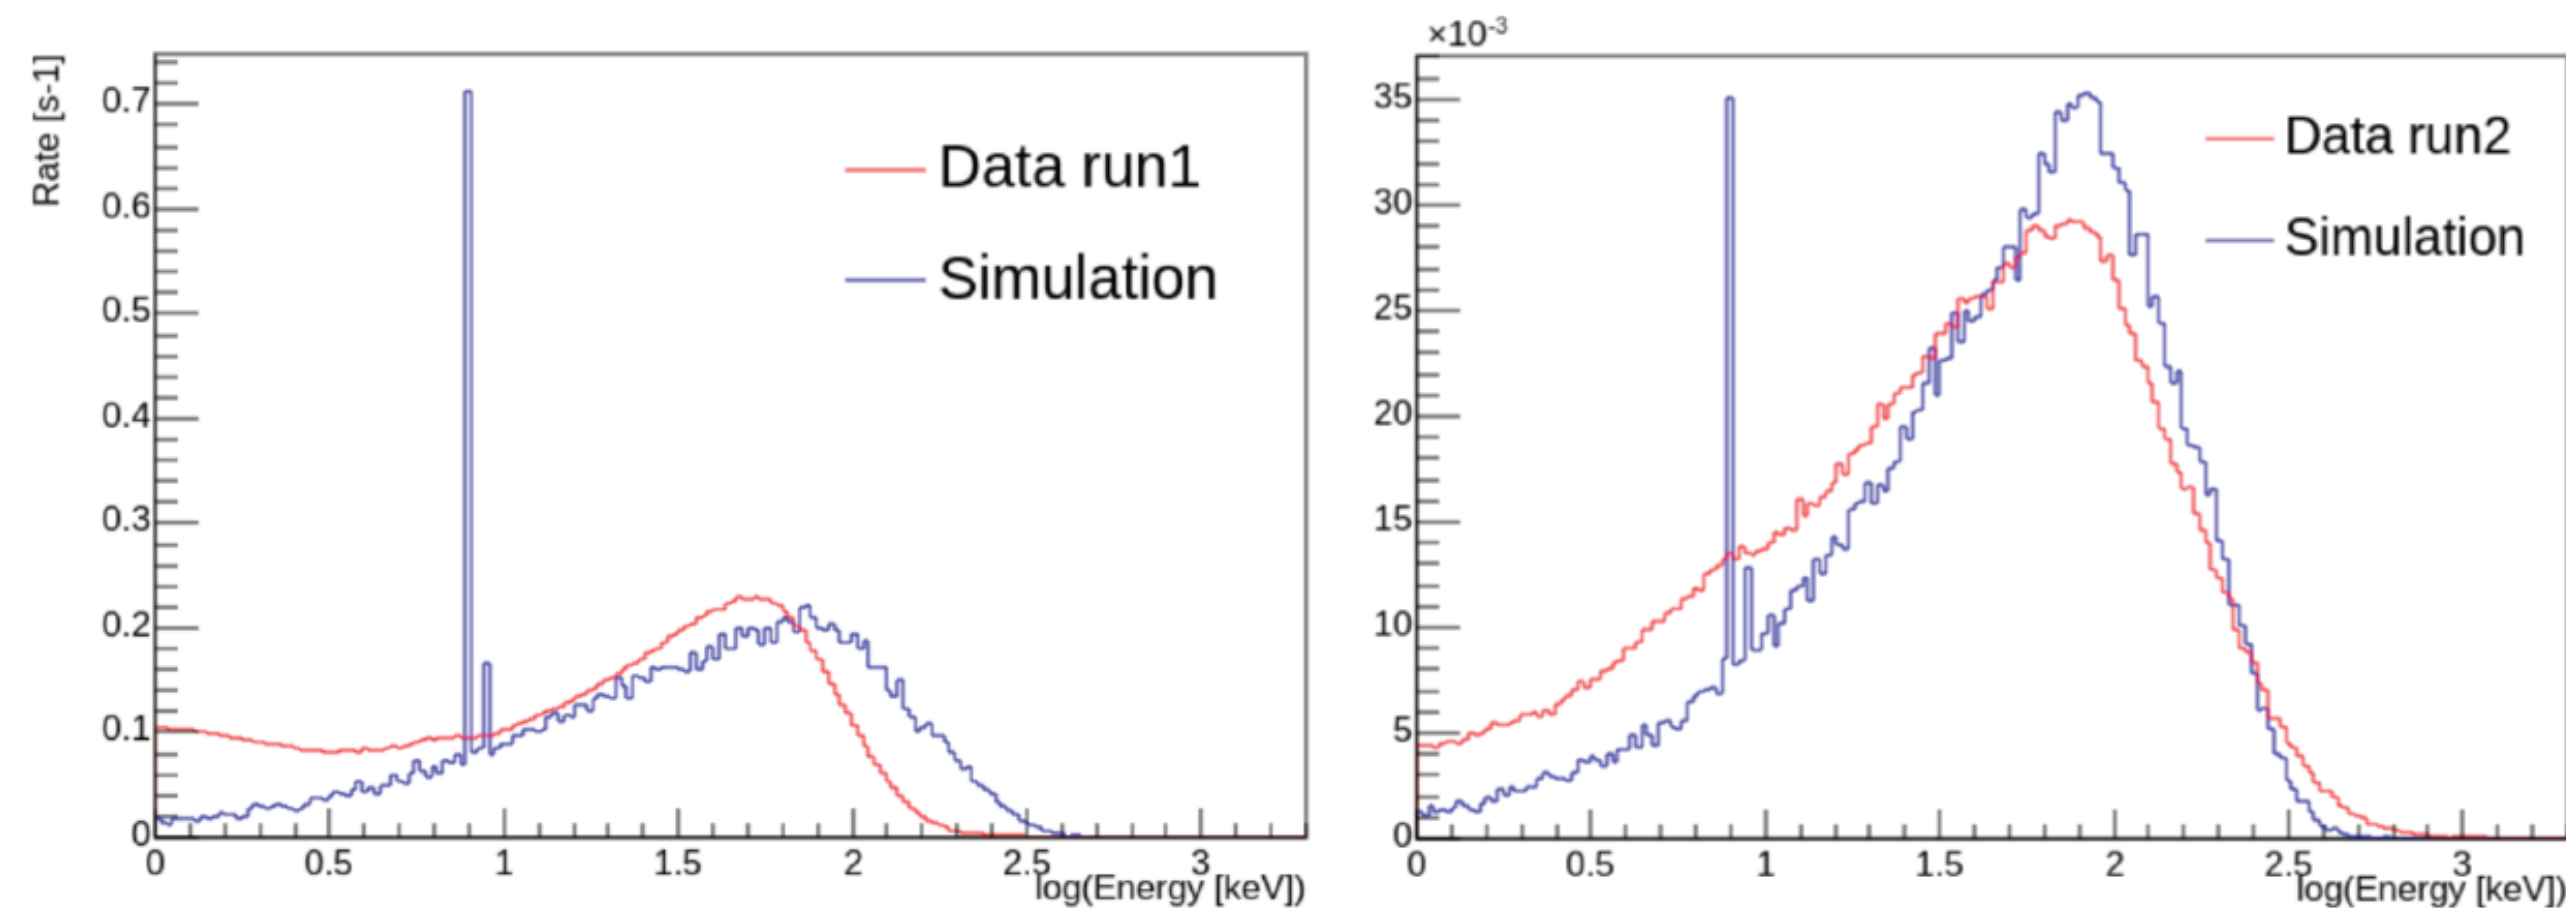 Rate [s-1]
0.7
0.6
0.5
0.4
0.3
0.2
0.1
0
0 0.5 1 1.5 2 2.5 3
log(Energy [keV])
Data run1
Simulation
×10-3
35
30
25
20
15
10
5
0
0 0.5 1 1.5 2 2.5 3
log(Energy [keV])
Data run2
Simulation